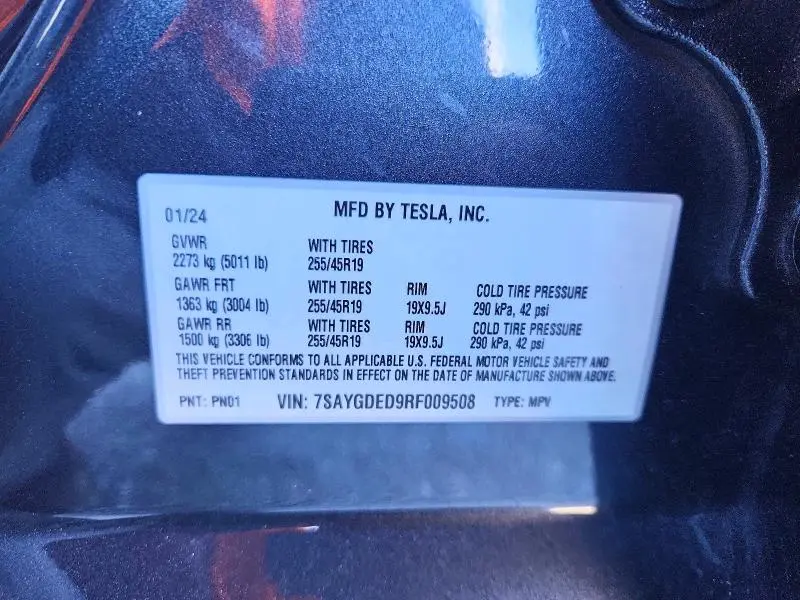 01/24 MFD BY TESLA, INC.
GVWR WITH TIRES
2273 kg (5011 lb) 255/45R19
GAWR FRT WITH TIRES RIM COLD TIRE PRESSURE
1363 kg (3004 lb) 255/45R19 19X9.5J 290 kPa, 42 psi
GAWR RR WITH TIRES RIM COLD TIRE PRESSURE
1500 kg (3306 lb) 255/45R19 19X9.5J 290 kPa, 42 psi
THIS VEHICLE CONFORMS TO ALL APPLICABLE U.S. FEDERAL MOTOR VEHICLE SAFETY AND
THEFT PREVENTION STANDARDS IN EFFECT ON THE DATE OF MANUFACTURE SHOWN ABOVE.
PNT: PN01 VIN: 7SAYGDED9RF009508 TYPE: MPV